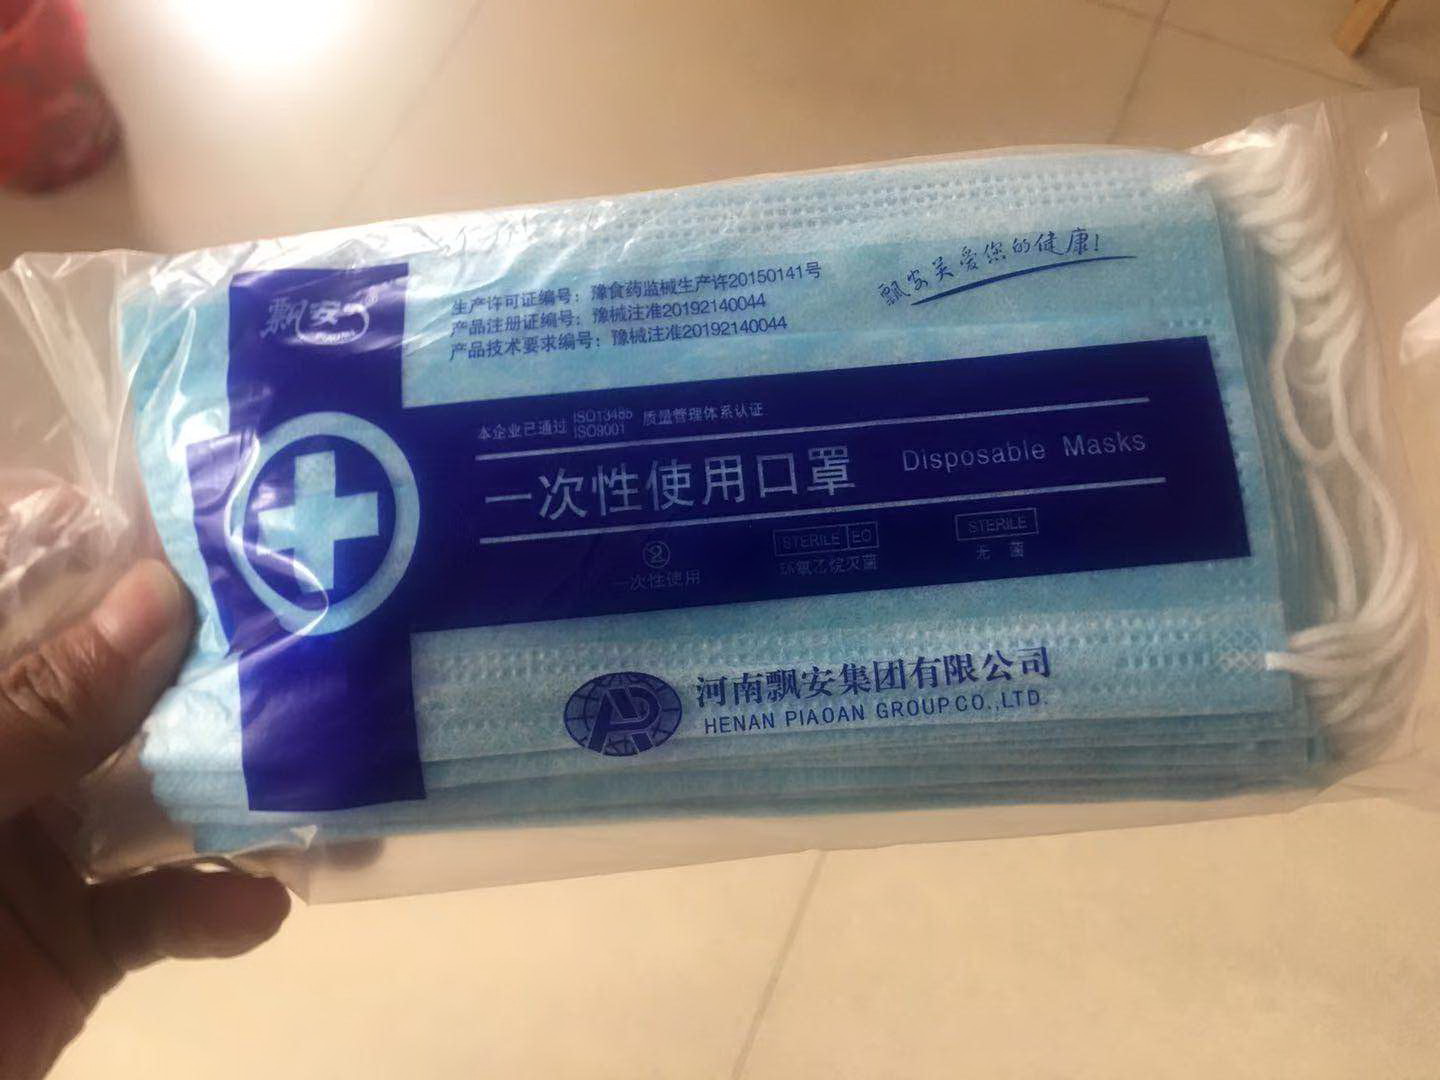 飘安®
PIAOAN
生产许可证编号：豫食药监械生产许20150141号
产品注册证编号：豫械注准20192140044
产品技术要求编号：豫械注准20192140044
飘安关爱您的健康！
本企业已通过 ISO13485 ISO9001 质量管理体系认证
一次性使用口罩 Disposable Masks
② STERILE EO STERILE
一次性使用 环氧乙烷灭菌 无菌
河南飘安集团有限公司
HENAN PIAOAN GROUP CO.,LTD.